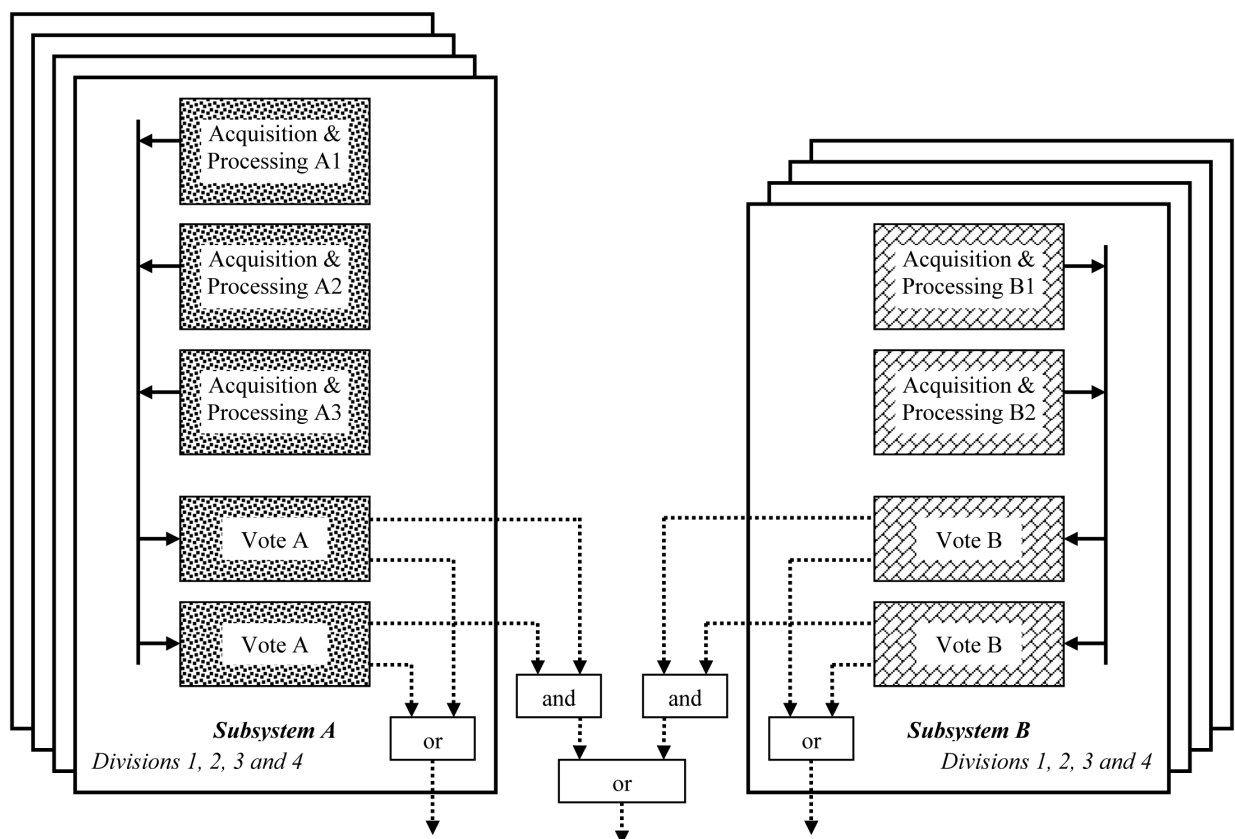 Acquisition &
Processing A1
Acquisition &
Processing A2
Acquisition &
Processing A3
Vote A
Vote A
Subsystem A
Divisions 1, 2, 3 and 4
or
and
and
or
Acquisition &
Processing B1
Acquisition &
Processing B2
Vote B
Vote B
or
Subsystem B
Divisions 1, 2, 3 and 4